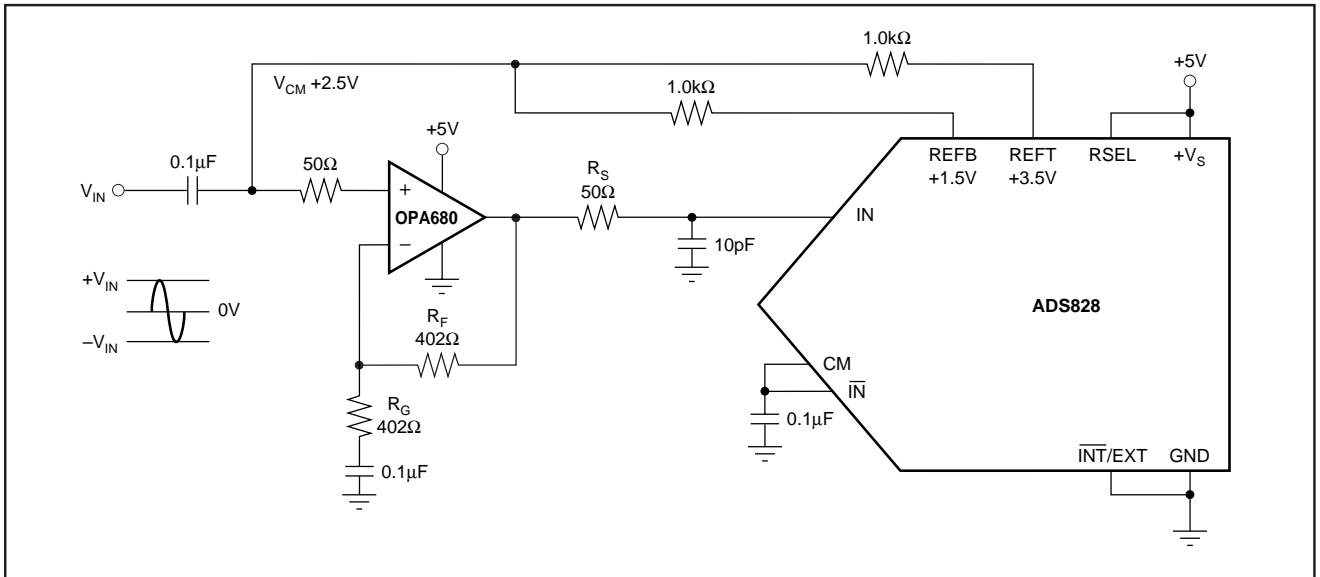 1.0kΩ
+5V
V_CM +2.5V
1.0kΩ
+5V
0.1μF
50Ω
REFB
+1.5V
REFT
+3.5V
RSEL
+V_S
V_IN
+
OPA680
–
R_S
50Ω
IN
10pF
+V_IN
0V
–V_IN
ADS828
R_F
402Ω
CM
I̅N̅
0.1μF
R_G
402Ω
0.1μF
I̅N̅T̅/EXT
GND